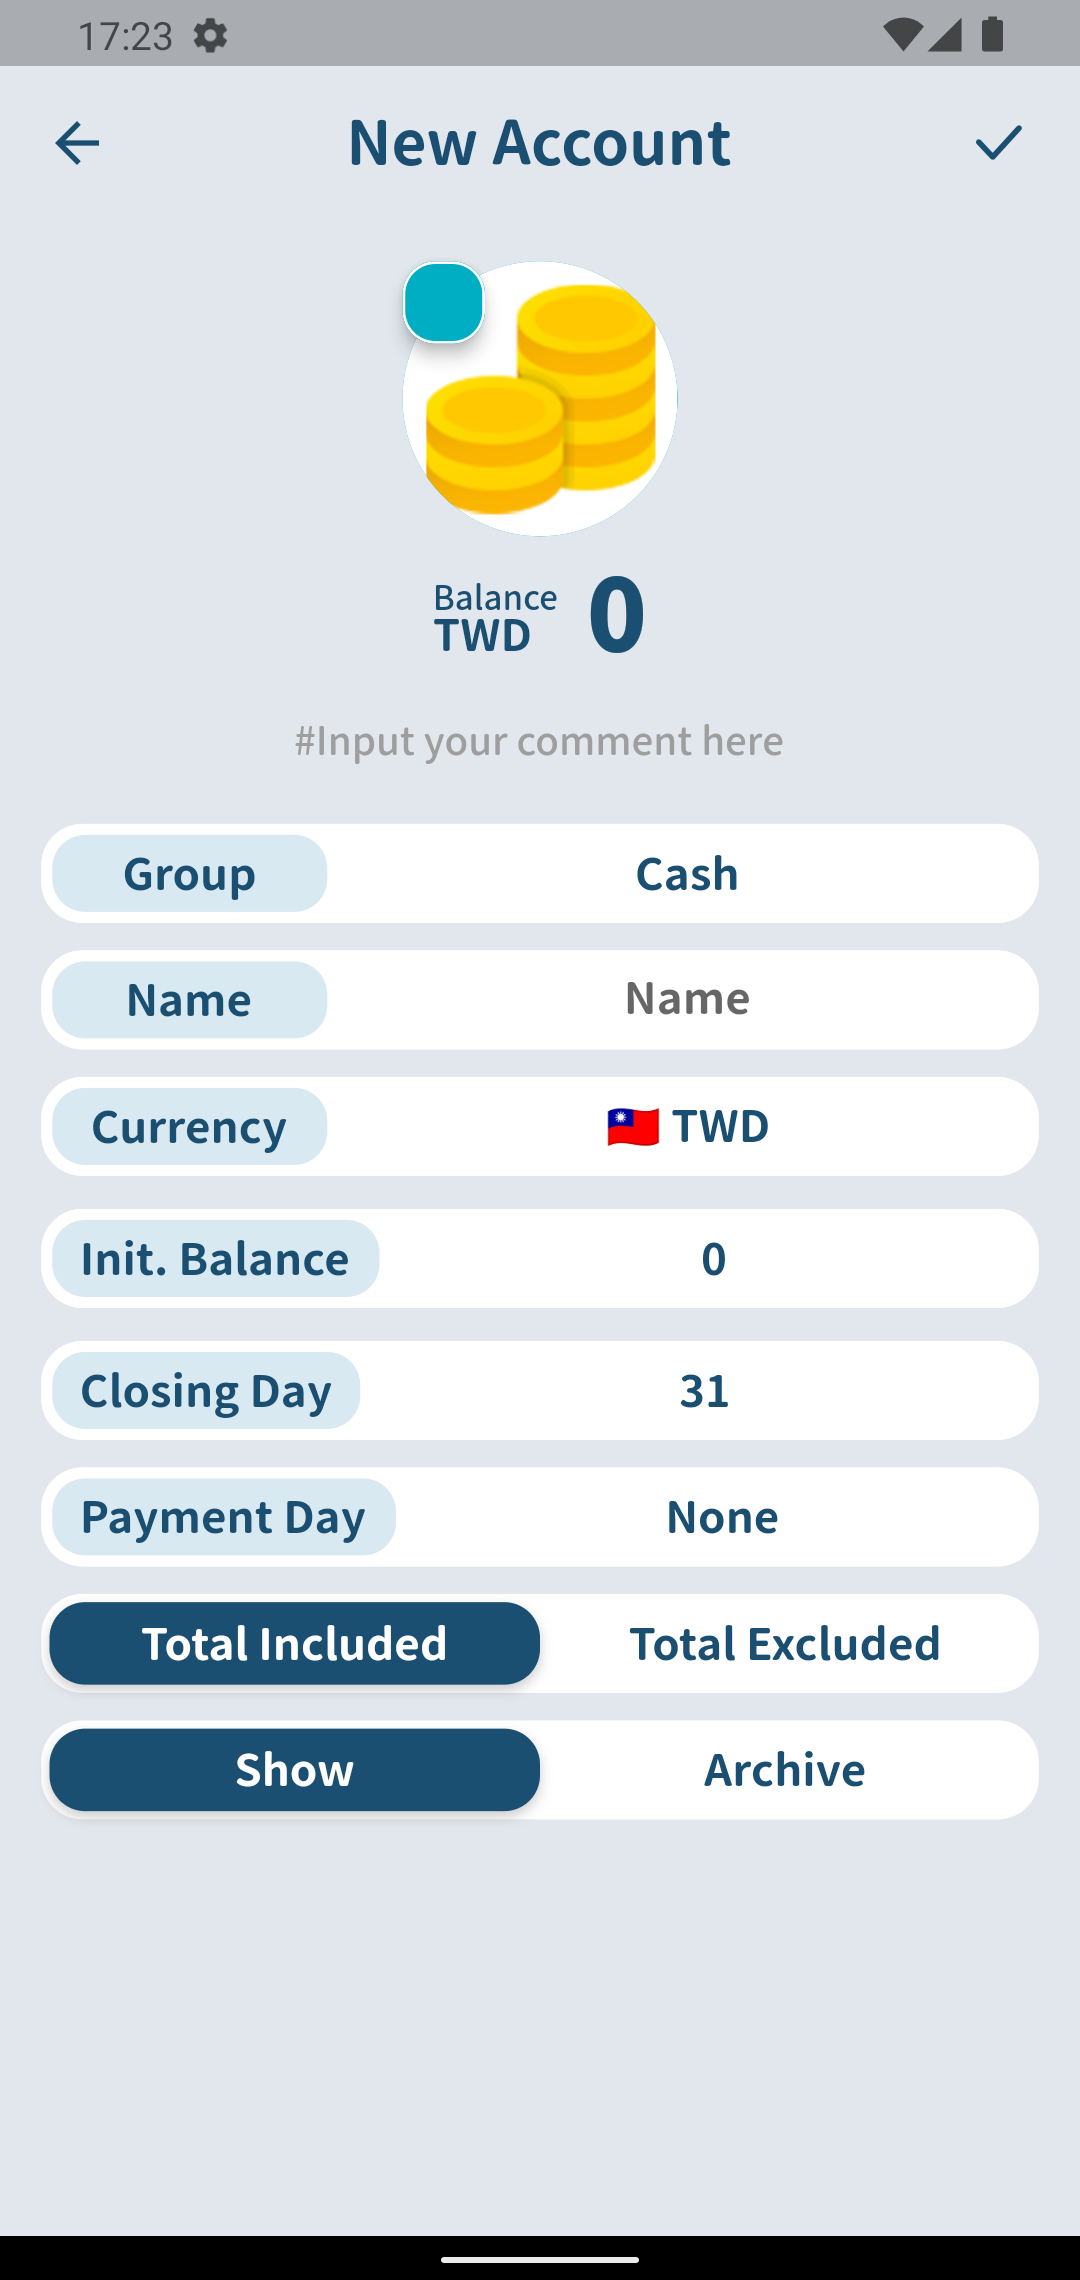 17:23
New Account
Balance
TWD
0
#Input your comment here
Group
Cash
Name
Name
Currency
🇹🇼 TWD
Init. Balance
0
Closing Day
31
Payment Day
None
Total Included
Total Excluded
Show
Archive